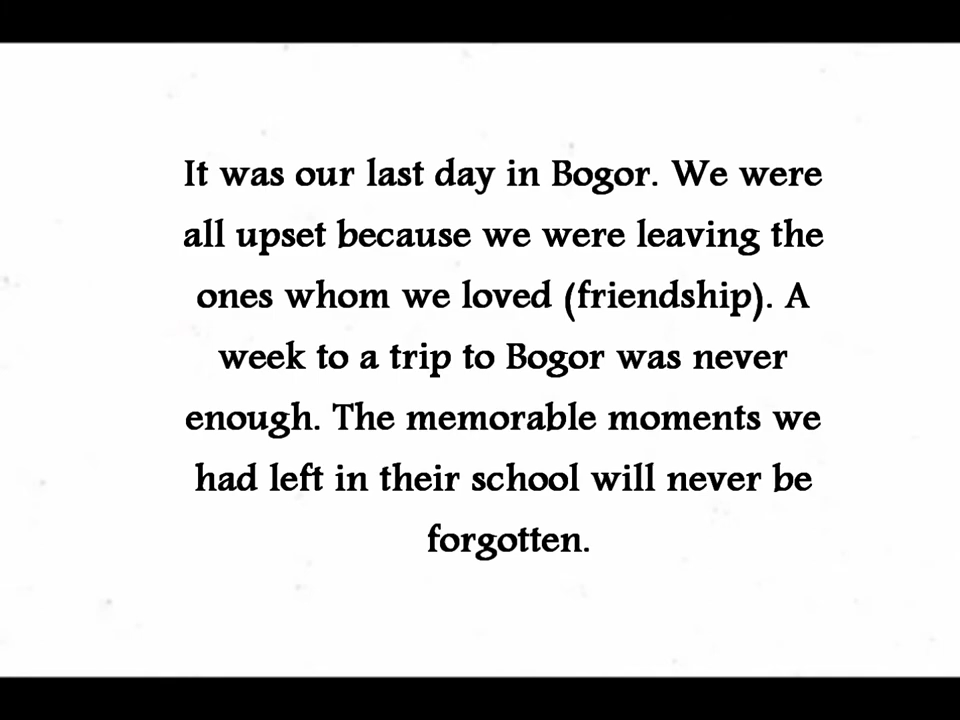 It was our last day in Bogor. We were
all upset because we were leaving the
ones whom we loved (friendship). A
week to a trip to Bogor was never
enough. The memorable moments we
had left in their school will never be
forgotten.